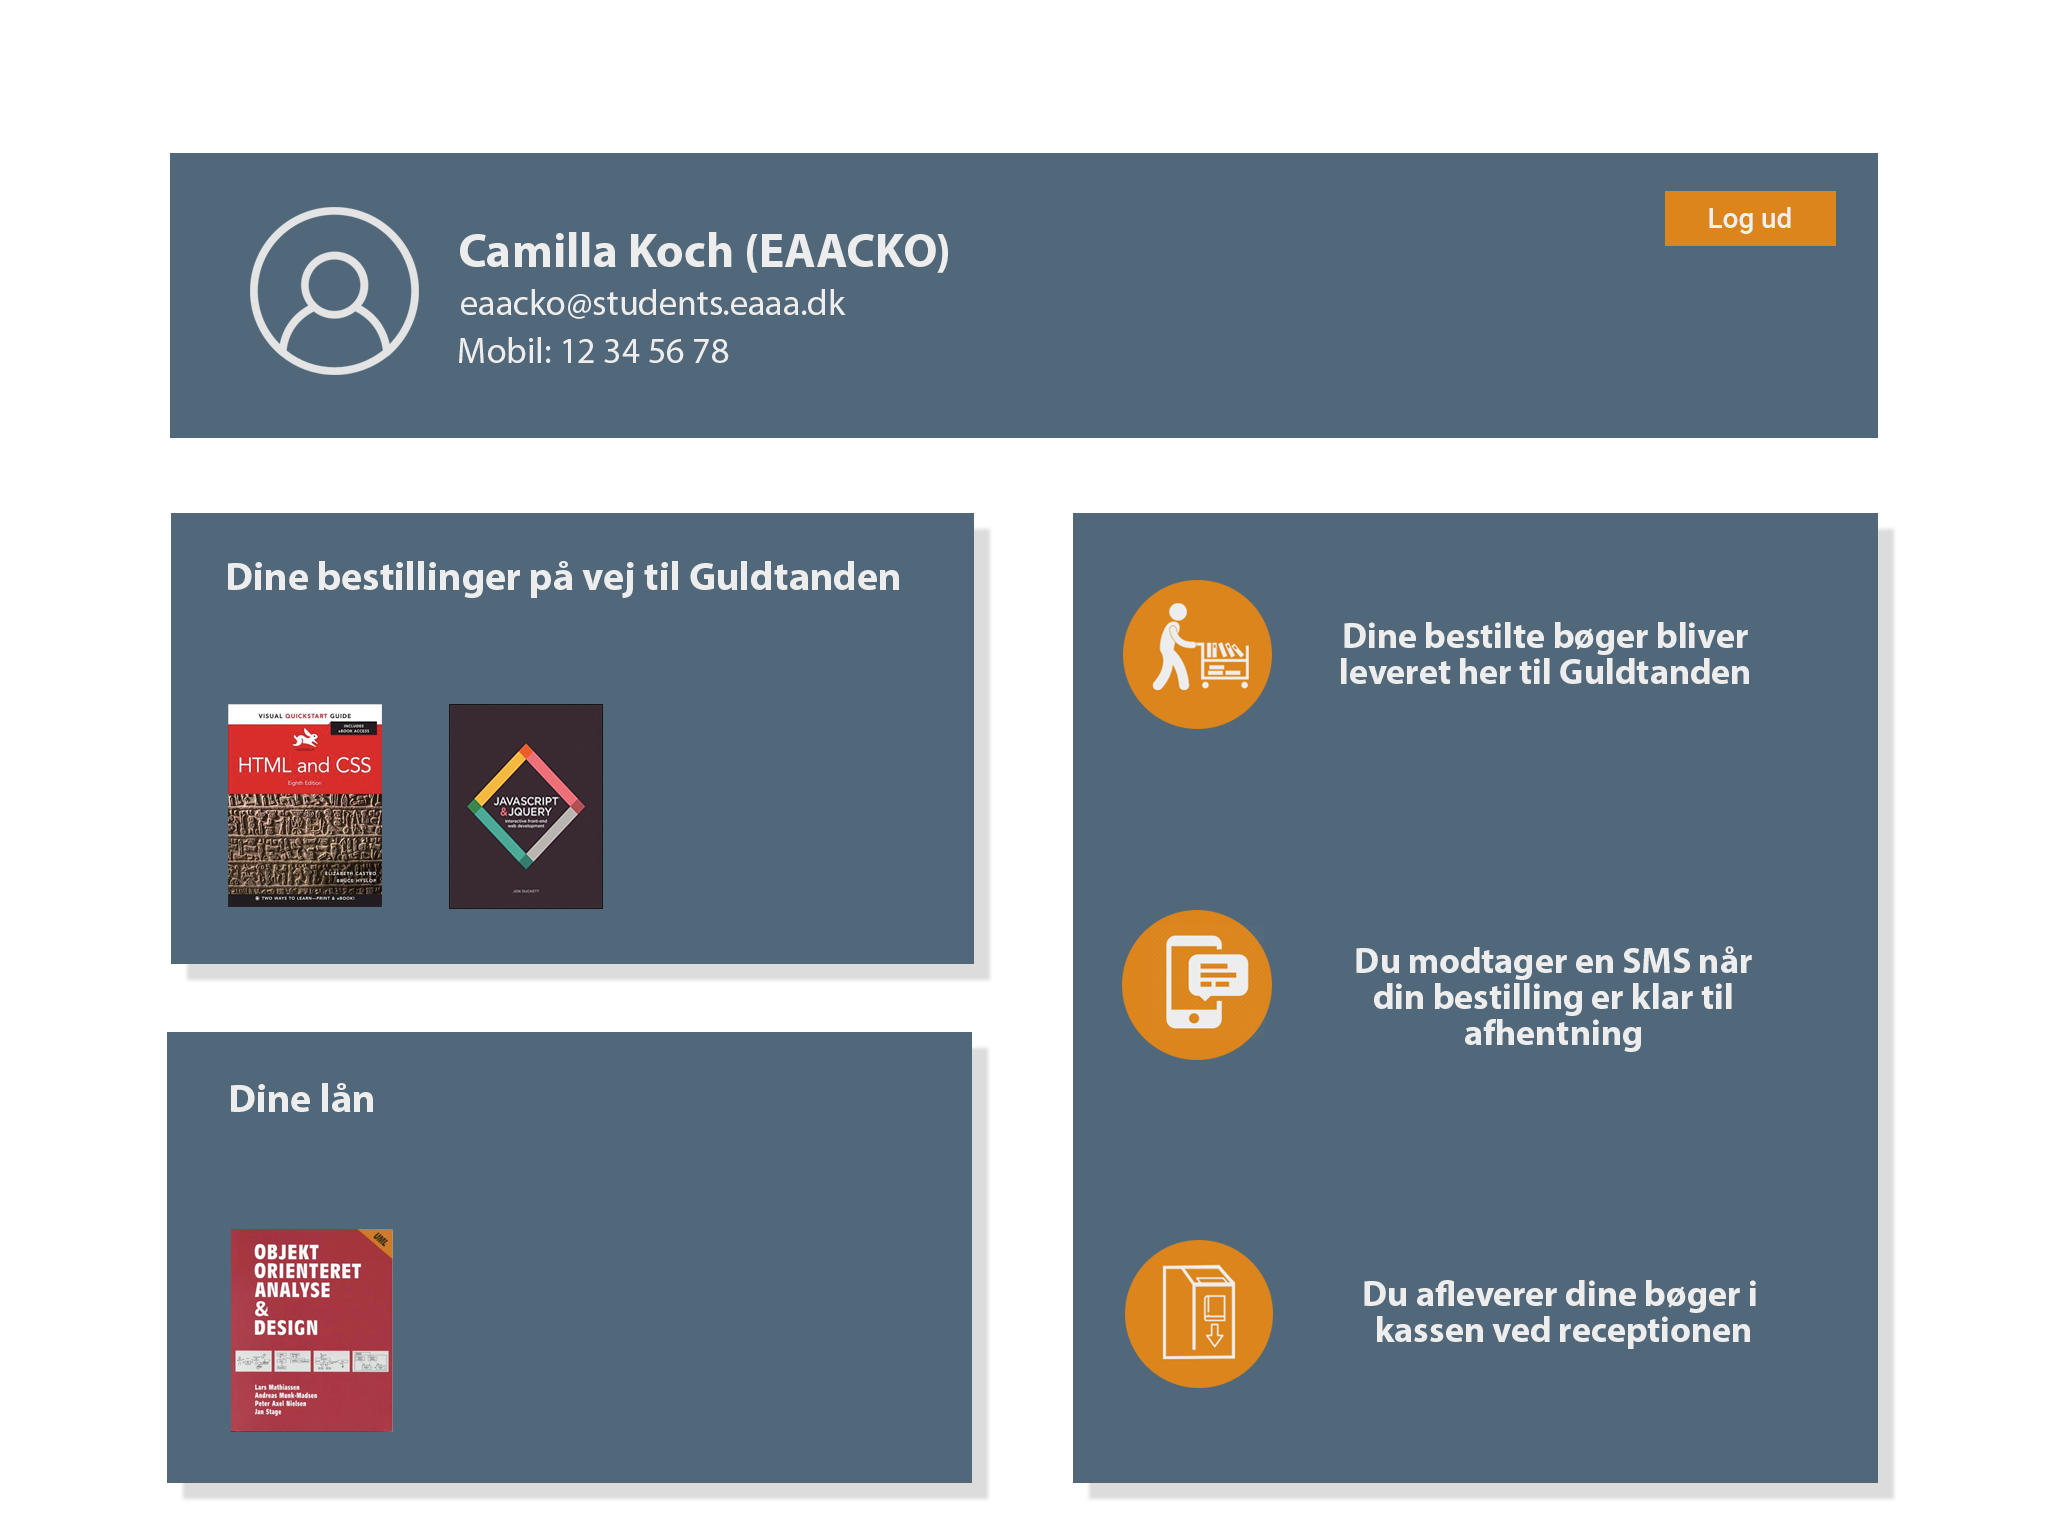 Log ud
Camilla Koch (EAACKO)
eaacko@students.eaaa.dk
Mobil: 12 34 56 78
Dine bestillinger på vej til Guldtanden
VISUAL QUICKSTART GUIDE
INCLUDES
eBOOK ACCESS
HTML and CSS
Eighth Edition
ELIZABETH CASTRO
BRUCE HYSLOP
TWO WAYS TO LEARN—PRINT & eBOOK!
JAVASCRIPT
& JQUERY
interactive front-end
web development
JON DUCKETT
Dine lån
UML
OBJEKT
ORIENTERET
ANALYSE
&
DESIGN
Lars Mathiassen
Andreas Munk-Madsen
Peter Axel Nielsen
Jan Stage
Dine bestilte bøger bliver
leveret her til Guldtanden
Du modtager en SMS når
din bestilling er klar til
afhentning
Du afleverer dine bøger i
kassen ved receptionen